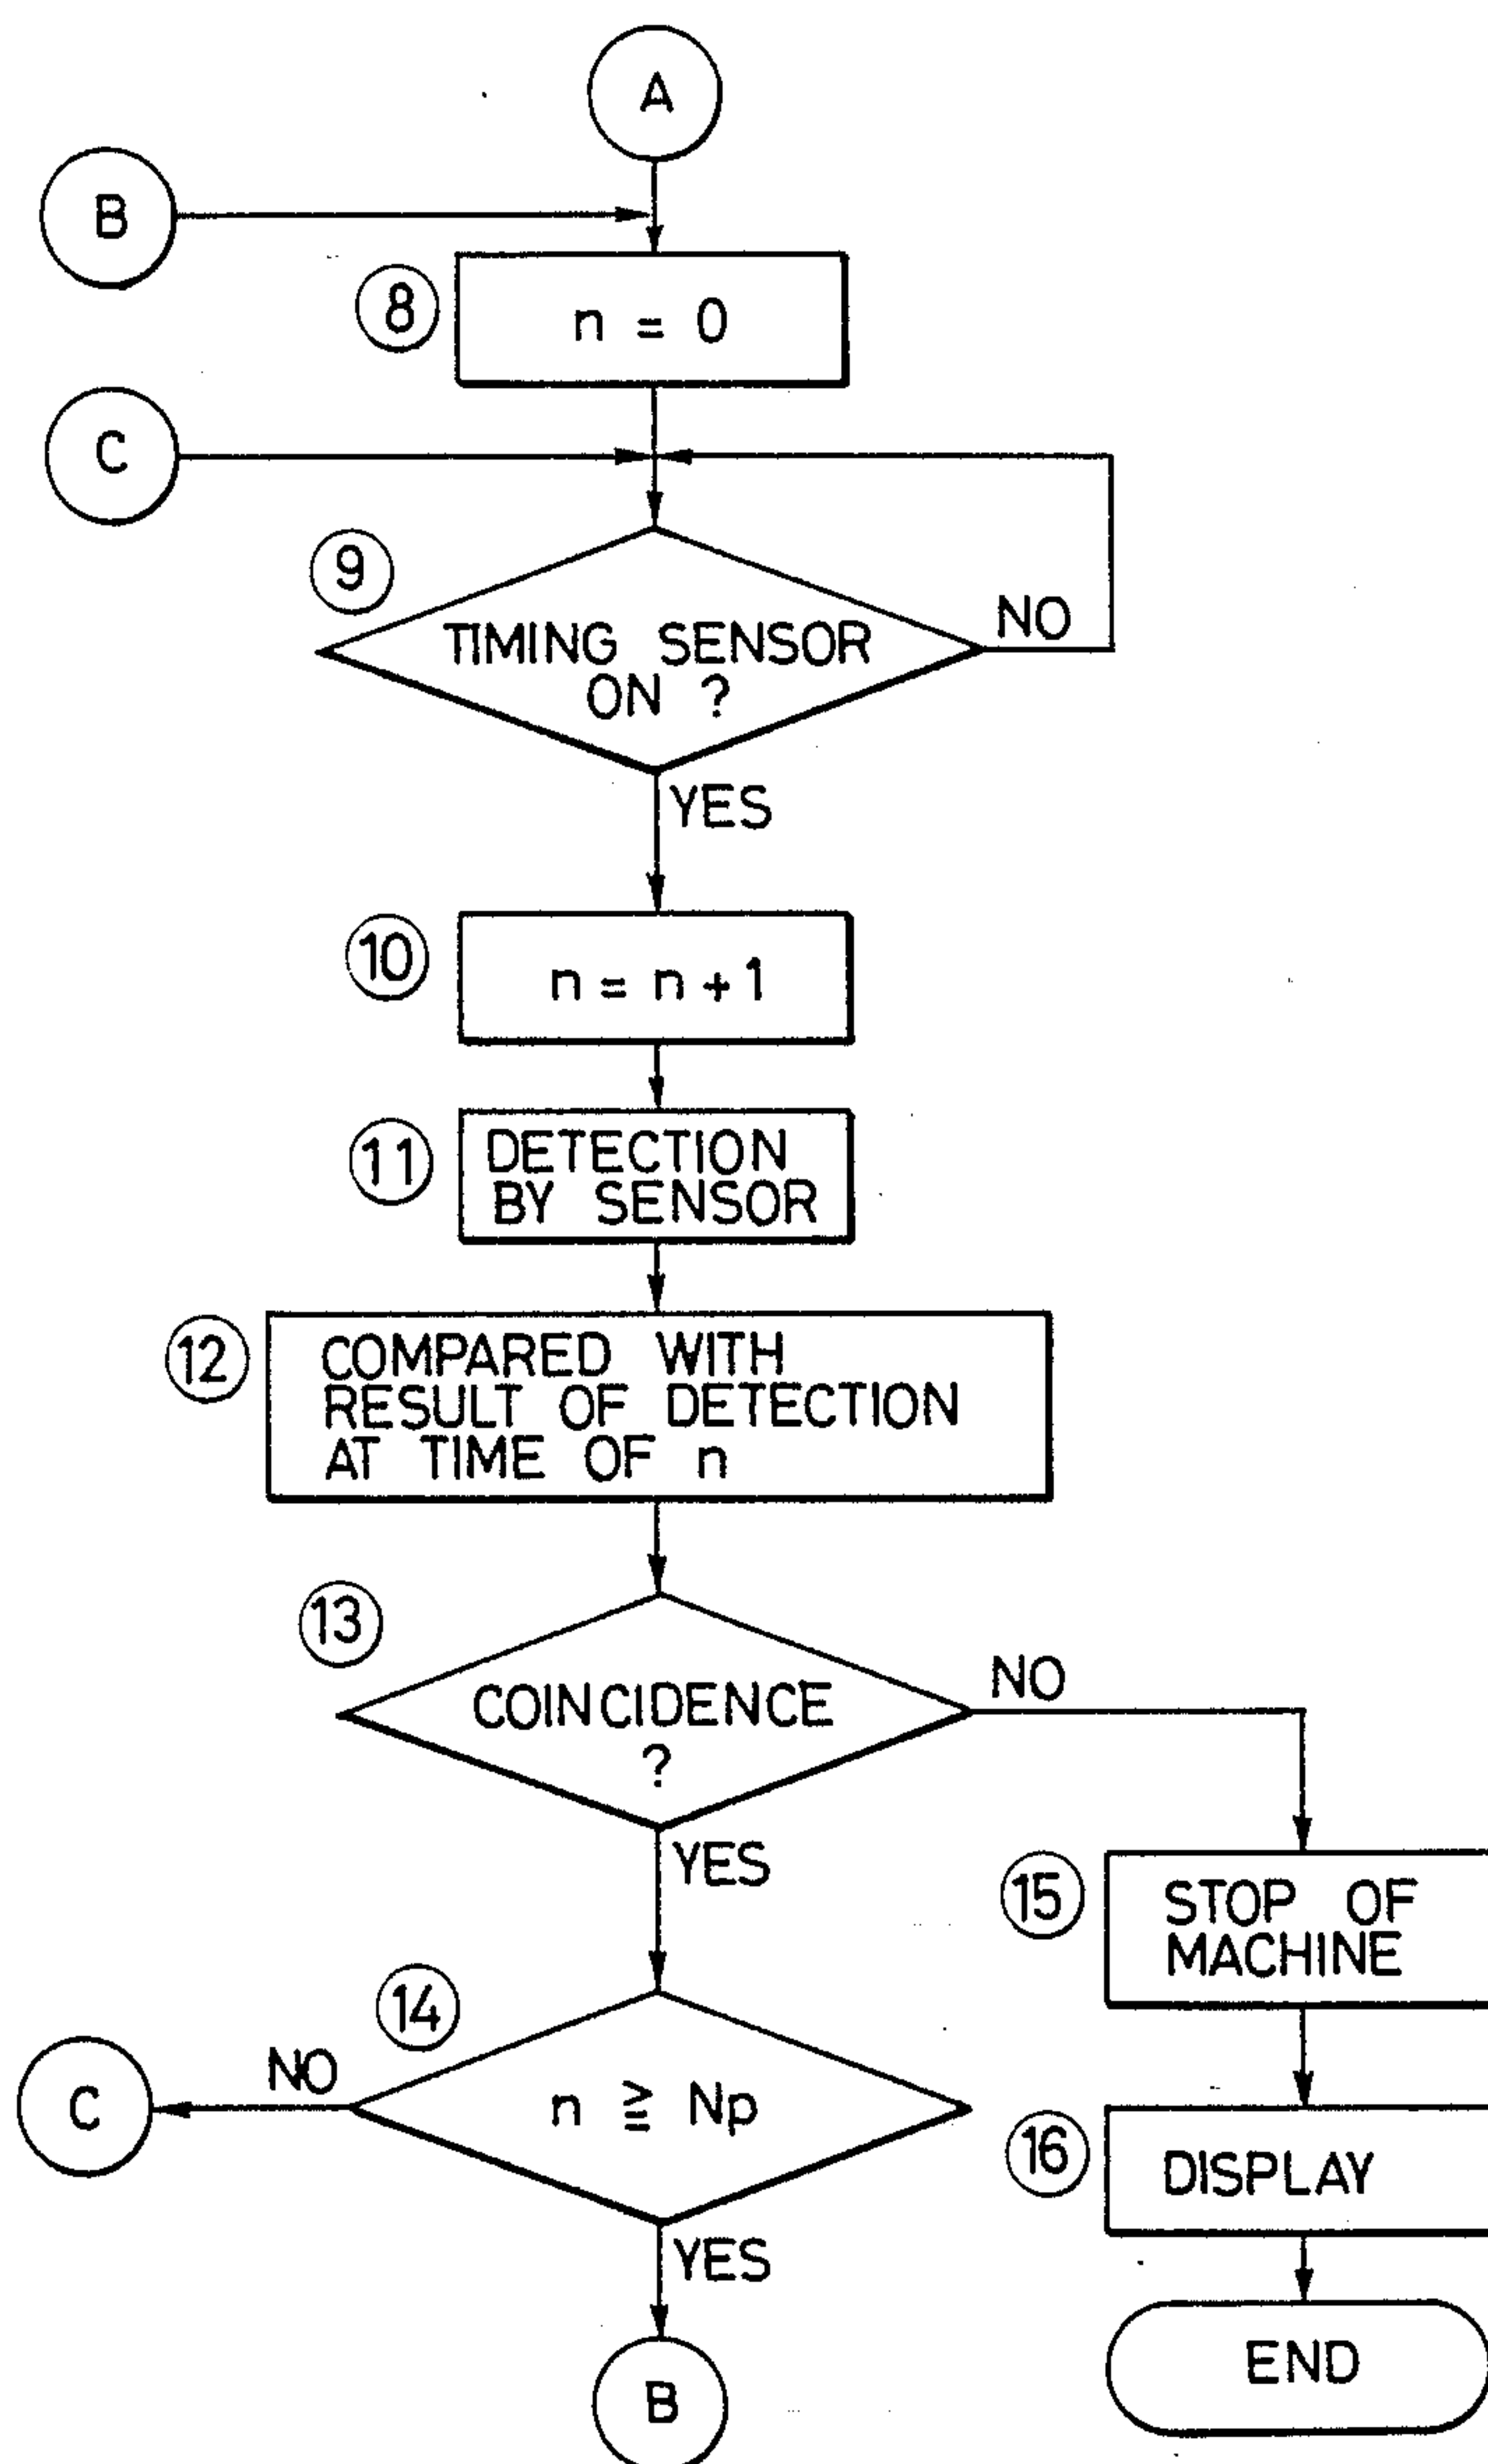 A
B
8
n = 0
C
9
TIMING SENSOR
ON ?
NO
YES
10
n = n + 1
11
DETECTION
BY SENSOR
12
COMPARED WITH
RESULT OF DETECTION
AT TIME OF n
13
COINCIDENCE
?
NO
YES
15
STOP OF
MACHINE
14
n ≧ Np
NO
C
16
DISPLAY
YES
B
END